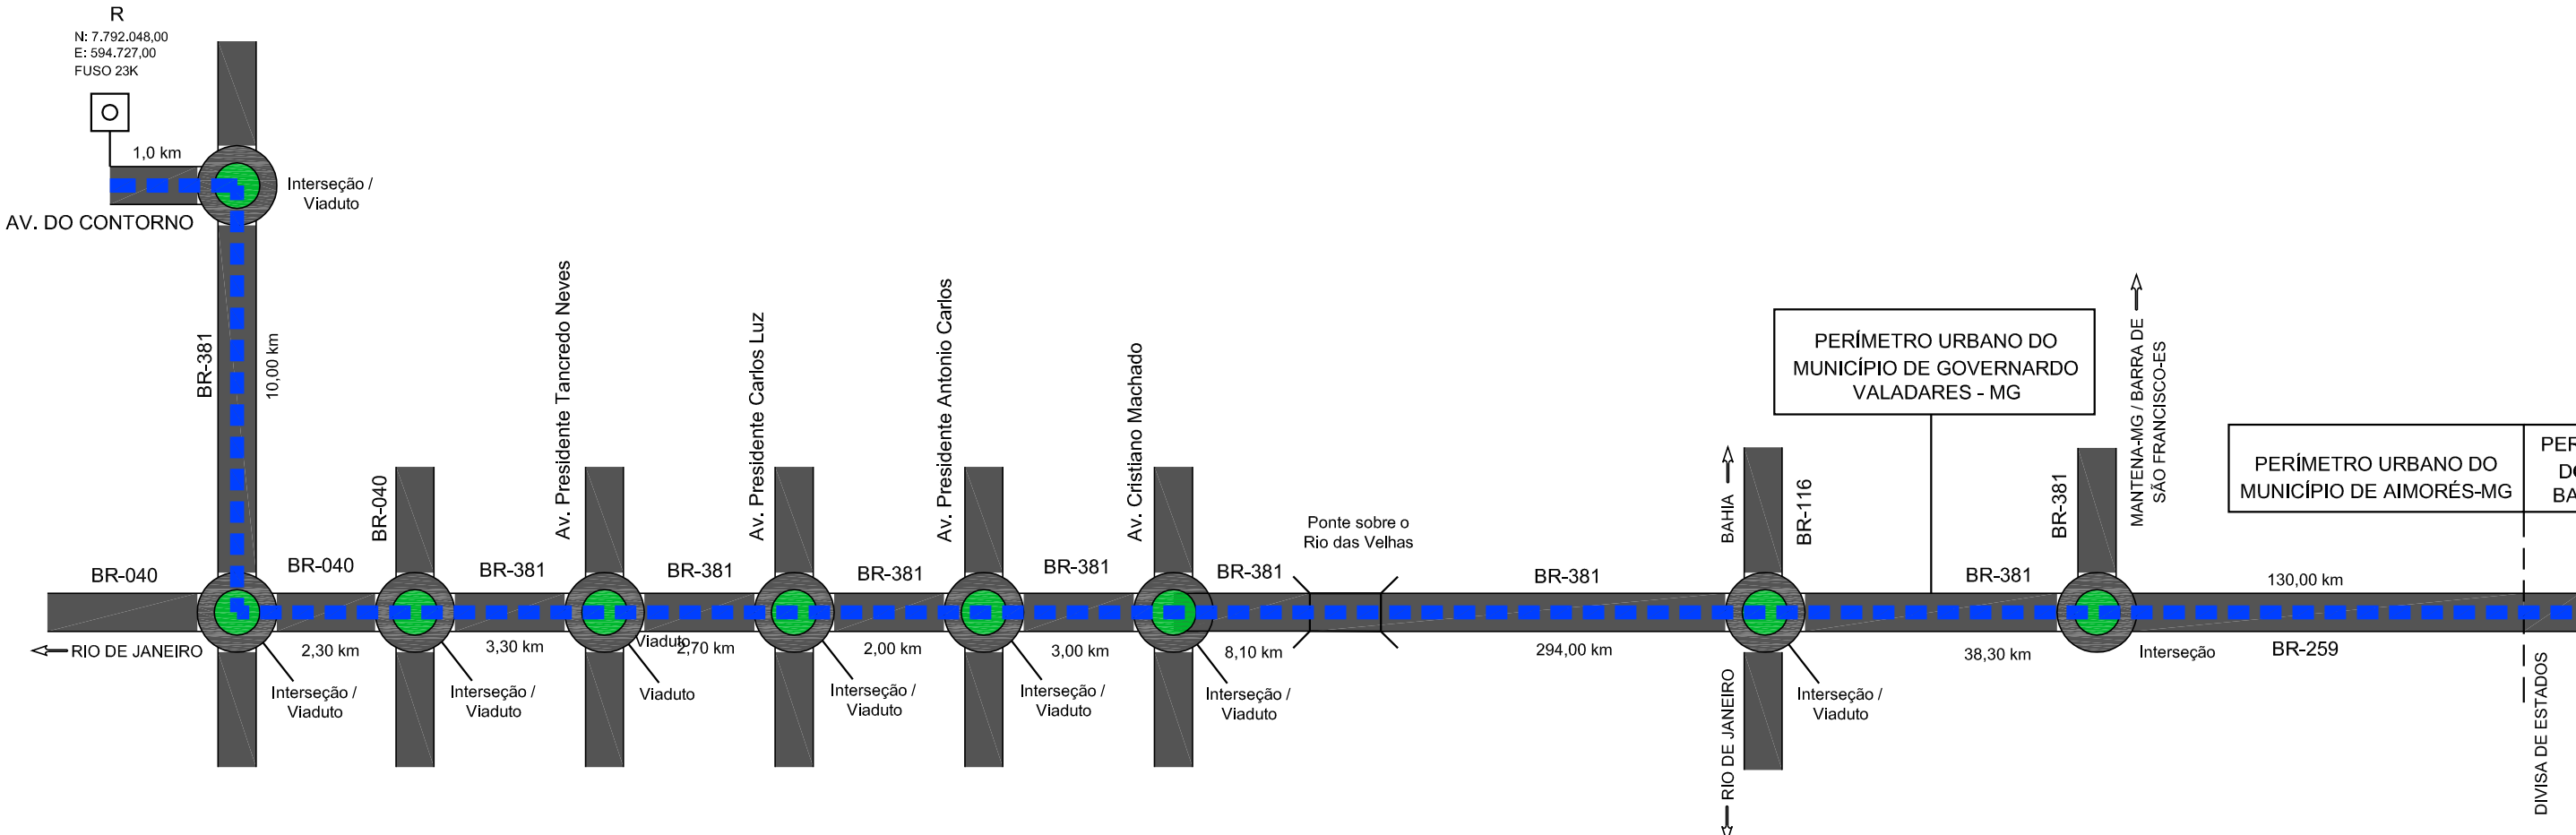 R
N: 7.792.048,00
E: 594.727,00
FUSO 23K
1,0 km
Interseção /
Viaduto
AV. DO CONTORNO
BR-381
10,00 km
BR-040
RIO DE JANEIRO
BR-040
2,30 km
Interseção /
Viaduto
BR-040
BR-381
3,30 km
Interseção /
Viaduto
Av. Presidente Tancredo Neves
Viaduto
Viaduto
BR-381
2,70 km
Av. Presidente Carlos Luz
Interseção /
Viaduto
BR-381
2,00 km
Av. Presidente Antonio Carlos
Interseção /
Viaduto
BR-381
3,00 km
Av. Cristiano Machado
Interseção /
Viaduto
BR-381
8,10 km
Ponte sobre o
Rio das Velhas
BR-381
294,00 km
BAHIA
BR-116
RIO DE JANEIRO
Interseção /
Viaduto
PERÍMETRO URBANO DO
MUNICÍPIO DE GOVERNARDO
VALADARES - MG
BR-381
38,30 km
BR-381
MANTENA-MG / BARRA DE
SÃO FRANCISCO-ES
Interseção
130,00 km
BR-259
PERÍMETRO URBANO DO
MUNICÍPIO DE AIMORÉS-MG
PER
DO
BA
DIVISA DE ESTADOS